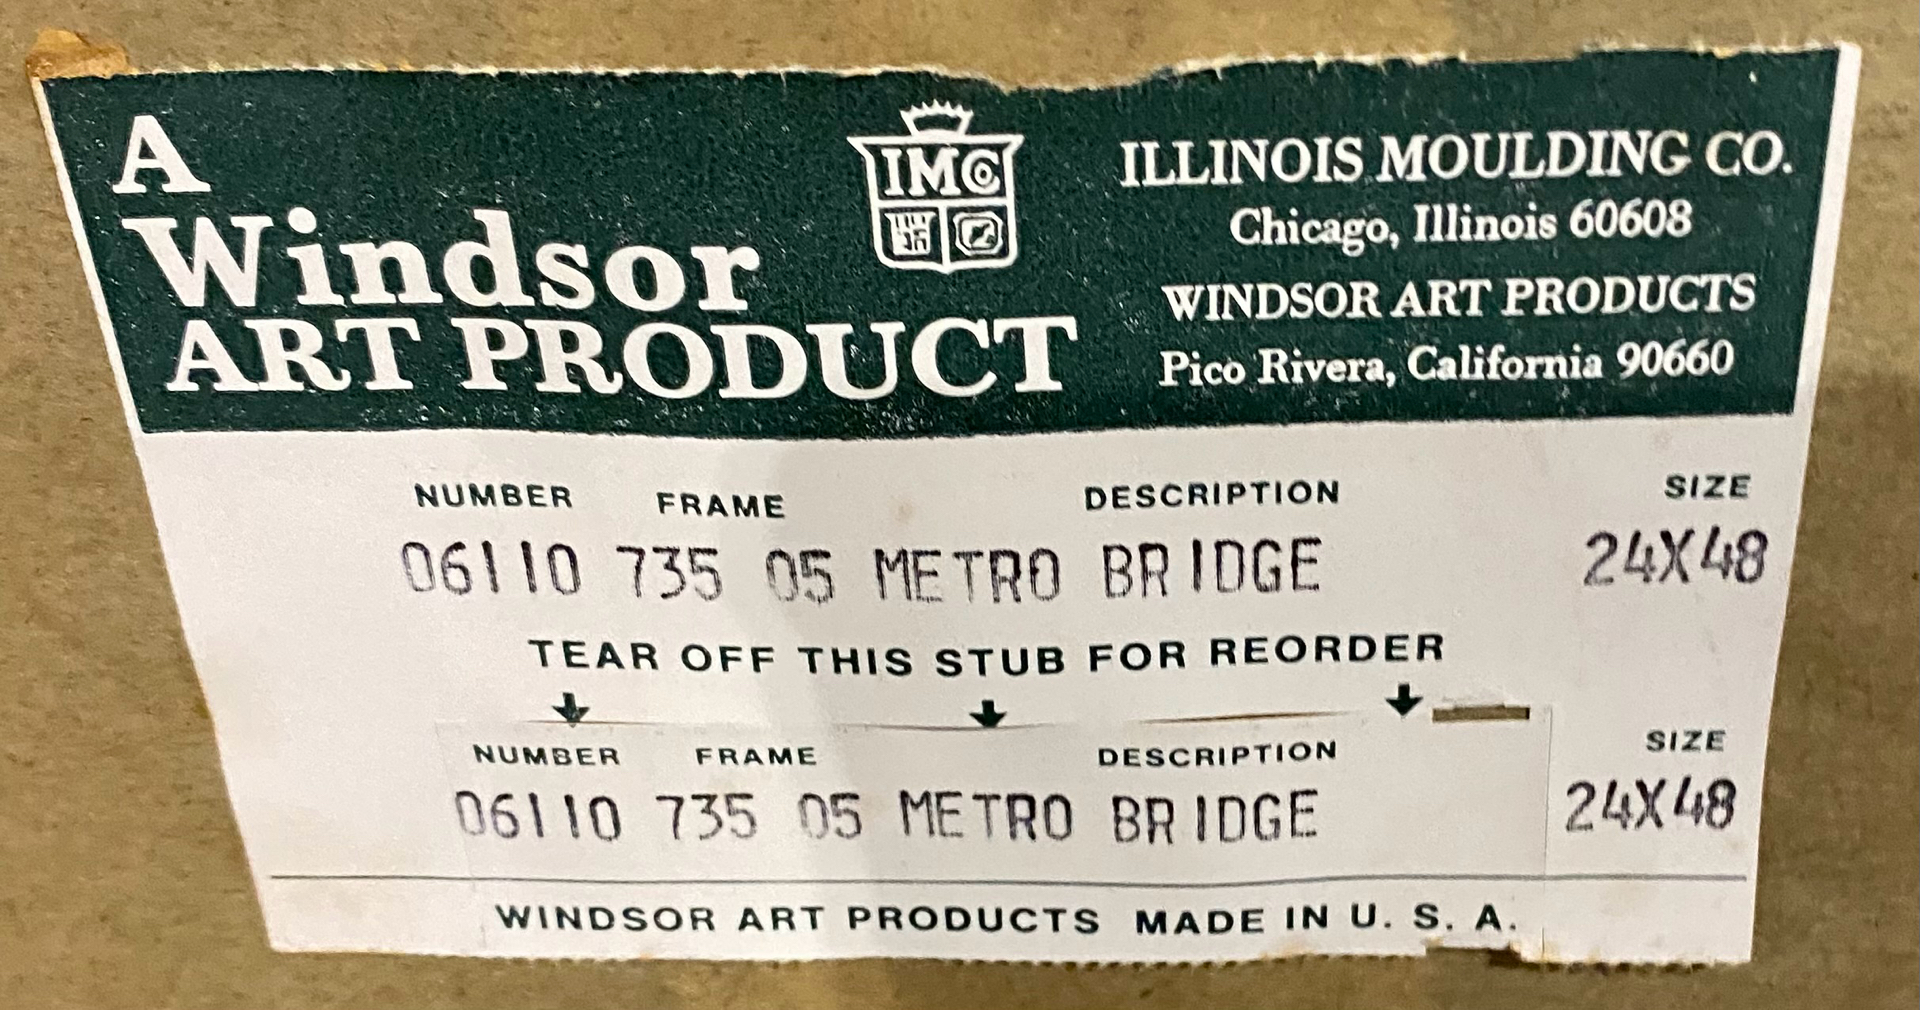 A
Windsor
ART PRODUCT
IMCo
ILLINOIS MOULDING CO.
Chicago, Illinois 60608
WINDSOR ART PRODUCTS
Pico Rivera, California 90660
NUMBER FRAME DESCRIPTION SIZE
06110 735 05 METRO BRIDGE 24X48
TEAR OFF THIS STUB FOR REORDER
NUMBER FRAME DESCRIPTION SIZE
06110 735 05 METRO BRIDGE 24X48
WINDSOR ART PRODUCTS MADE IN U. S. A.